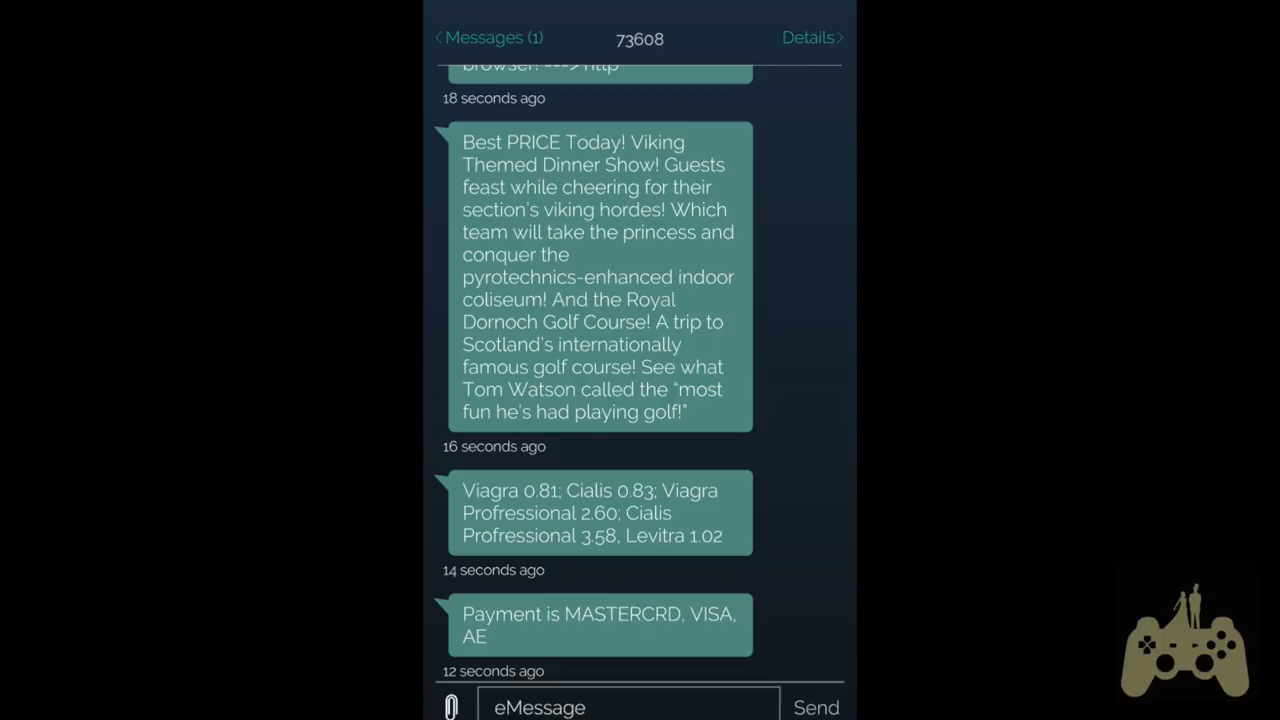 Messages (1)
73608
Details
browser! ---> http
18 seconds ago
Best PRICE Today! Viking
Themed Dinner Show! Guests
feast while cheering for their
section's viking hordes! Which
team will take the princess and
conquer the
pyrotechnics-enhanced indoor
coliseum! And the Royal
Dornoch Golf Course! A trip to
Scotland's internationally
famous golf course! See what
Tom Watson called the “most
fun he's had playing golf!”
16 seconds ago
Viagra 0.81; Cialis 0.83; Viagra
Profressional 2.60; Cialis
Profressional 3.58, Levitra 1.02
14 seconds ago
Payment is MASTERCRD, VISA,
AE
12 seconds ago
eMessage
Send